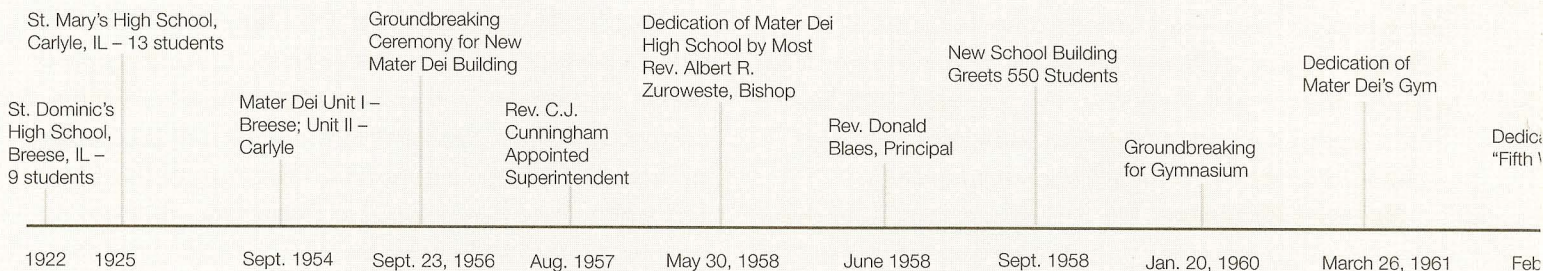 St. Mary's High School,
Carlyle, IL – 13 students
St. Dominic's
High School,
Breese, IL –
9 students
Mater Dei Unit I –
Breese; Unit II –
Carlyle
Groundbreaking
Ceremony for New
Mater Dei Building
Rev. C.J.
Cunningham
Appointed
Superintendent
Dedication of Mater Dei
High School by Most
Rev. Albert R.
Zuroweste, Bishop
Rev. Donald
Blaes, Principal
New School Building
Greets 550 Students
Groundbreaking
for Gymnasium
Dedication of
Mater Dei's Gym
"Fifth
1922 1925 Sept. 1954 Sept. 23, 1956 Aug. 1957 May 30, 1958 June 1958 Sept. 1958 Jan. 20, 1960 March 26, 1961 Feb